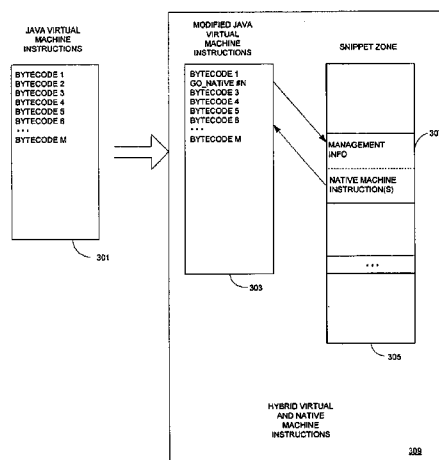 JAVA VIRTUAL
MACHINE
INSTRUCTIONS
BYTECODE 1
BYTECODE 2
BYTECODE 3
BYTECODE 4
BYTECODE 5
BYTECODE 6
• • •
BYTECODE M
301
MODIFIED JAVA
VIRTUAL
MACHINE
INSTRUCTIONS
BYTECODE 1
GO_NATIVE #N
BYTECODE 3
BYTECODE 4
BYTECODE 5
BYTECODE 6
• • •
BYTECODE M
303
SNIPPET ZONE
MANAGEMENT
INFO
NATIVE MACHINE
INSTRUCTION(S)
• • •
305
HYBRID VIRTUAL
AND NATIVE
MACHINE
INSTRUCTIONS
309